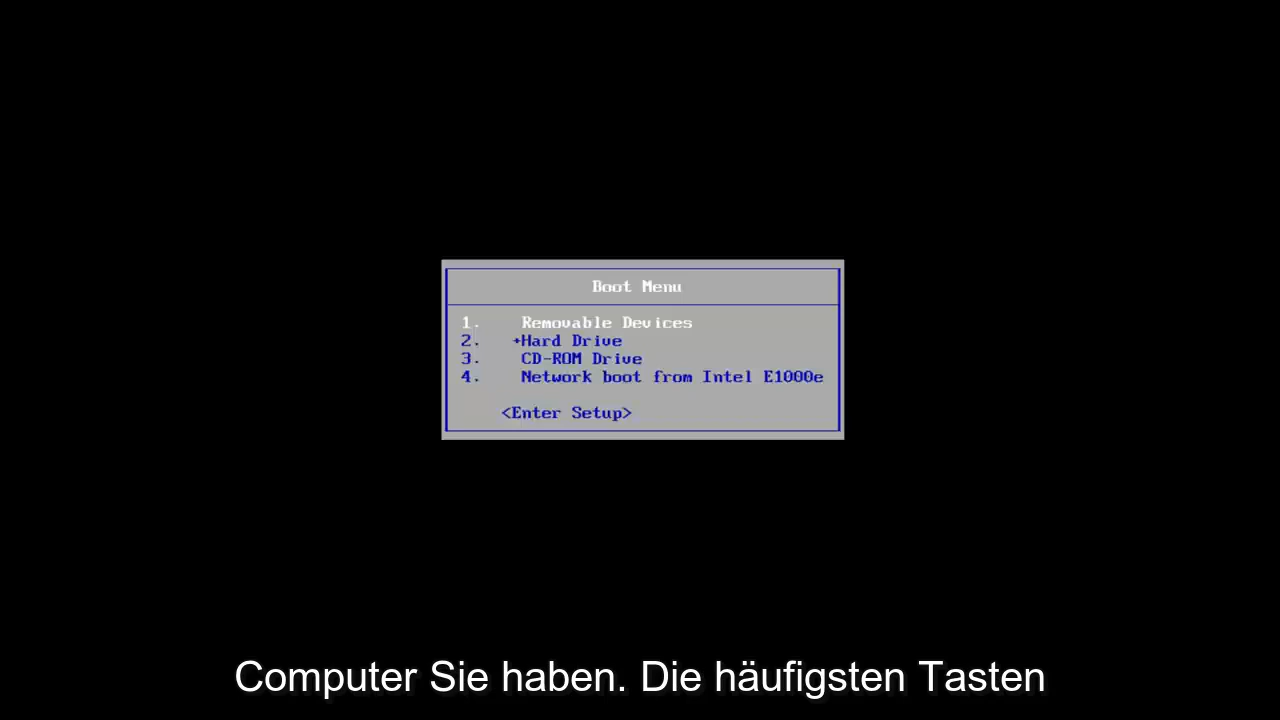 Boot Menu
1. Removable Devices
2. +Hard Drive
3. CD-ROM Drive
4. Network boot from Intel E1000e
<Enter Setup>
Computer Sie haben. Die häufigsten Tasten